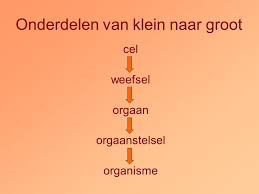 Onderdelen van klein naar groot
cel
weefsel
orgaan
orgaanstelsel
organisme